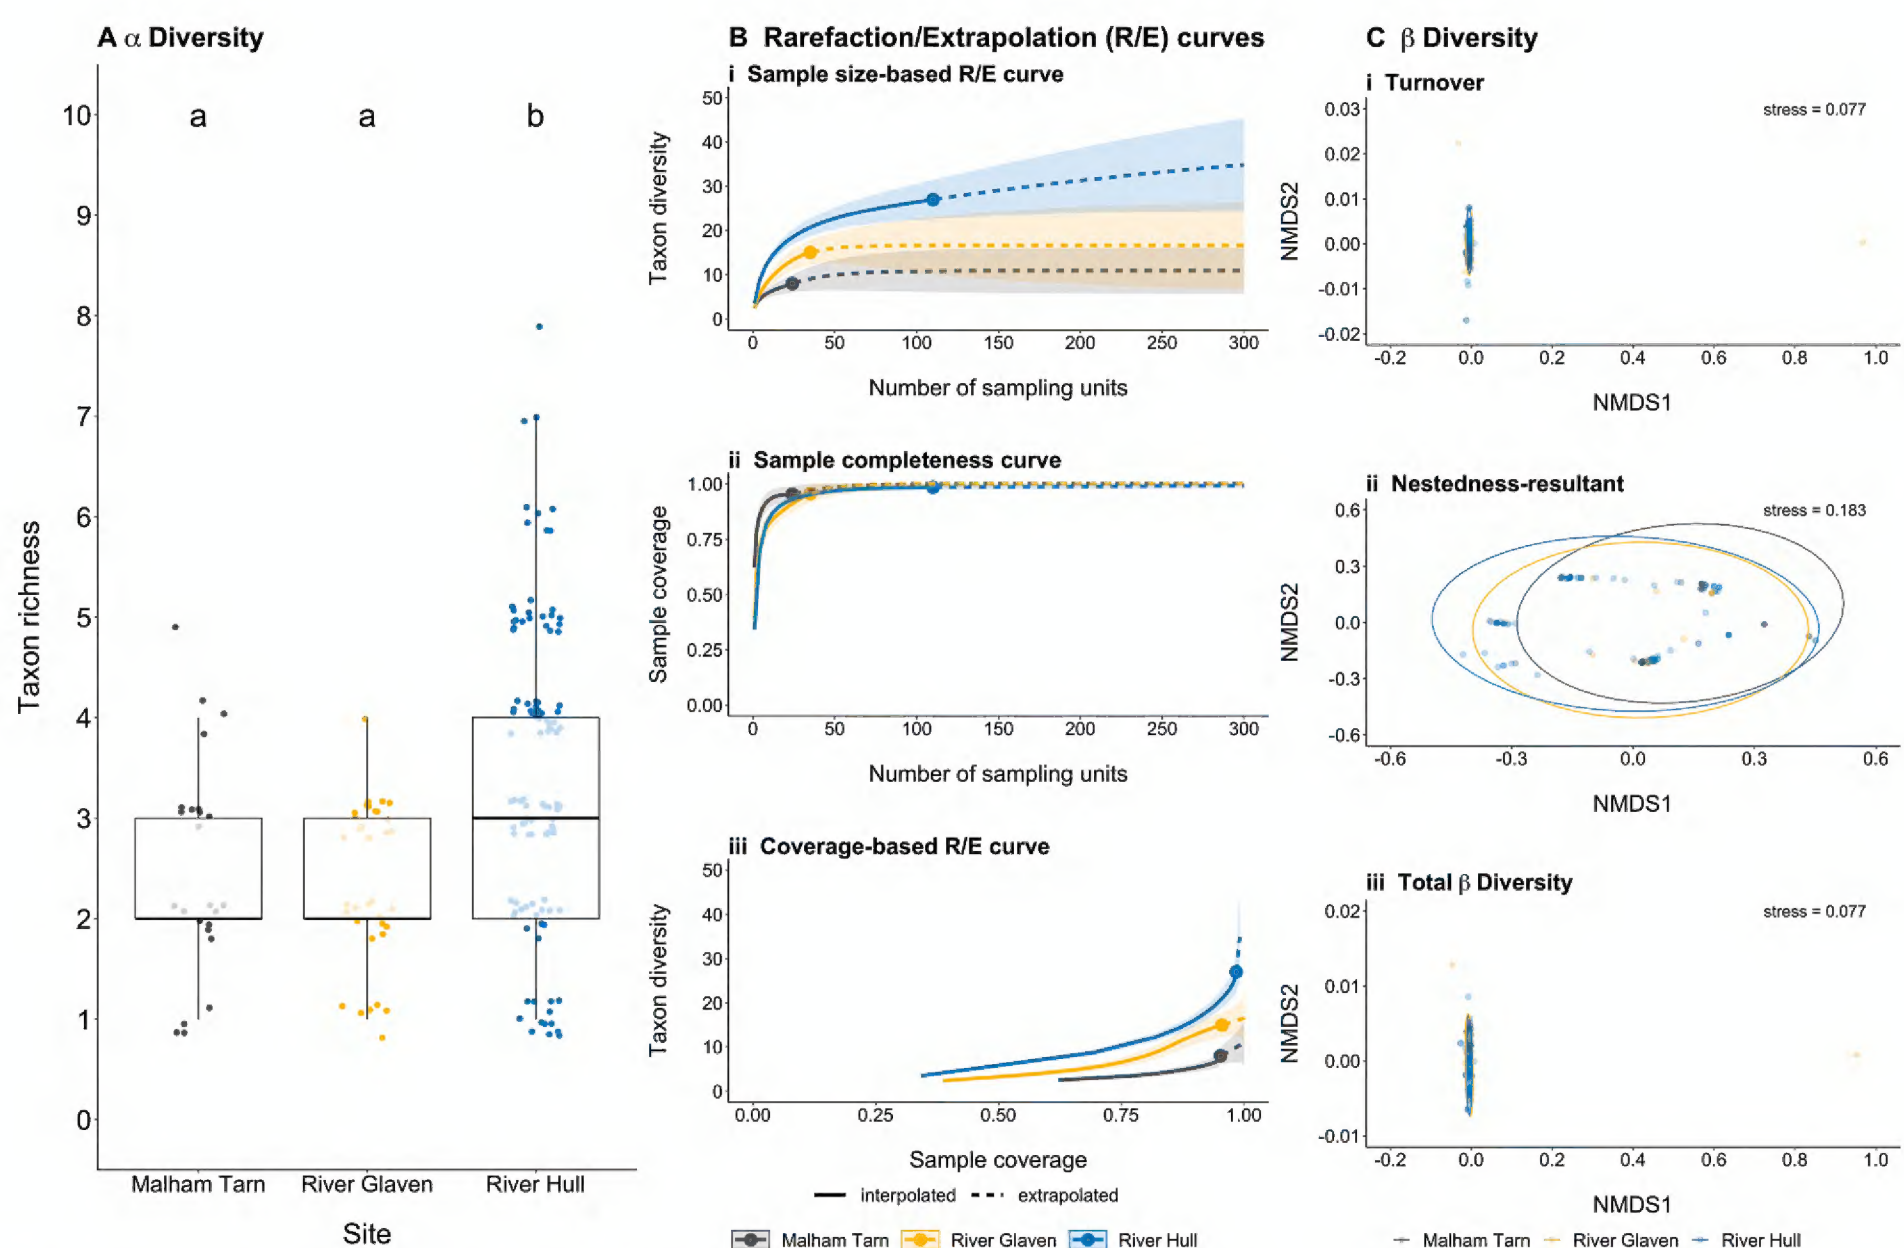 A α Diversity
10
9
8
7
6
5
4
3
2
1
0
a a b
Taxon richness
Malham Tarn River Glaven River Hull
Site
B Rarefaction/Extrapolation (R/E) curves
i Sample size-based R/E curve
50
40
30
20
10
0
Taxon diversity
0 50 100 150 200 250 300
Number of sampling units
ii Sample completeness curve
1.00
0.75
0.50
0.25
0.00
Sample coverage
0 50 100 150 200 250 300
Number of sampling units
iii Coverage-based R/E curve
50
40
30
20
10
0
Taxon diversity
0.00 0.25 0.50 0.75 1.00
Sample coverage
interpolated extrapolated
Malham Tarn River Glaven River Hull
C β Diversity
i Turnover
stress = 0.077
0.03
0.02
0.01
0.00
-0.01
-0.02
NMDS2
-0.2 0.0 0.2 0.4 0.6 0.8 1.0
NMDS1
ii Nestedness-resultant
stress = 0.183
0.6
0.3
0.0
-0.3
-0.6
NMDS2
-0.6 -0.3 0.0 0.3 0.6
NMDS1
iii Total β Diversity
stress = 0.077
0.02
0.01
0.00
-0.01
NMDS2
-0.2 0.0 0.2 0.4 0.6 0.8 1.0
NMDS1
Malham Tarn River Glaven River Hull